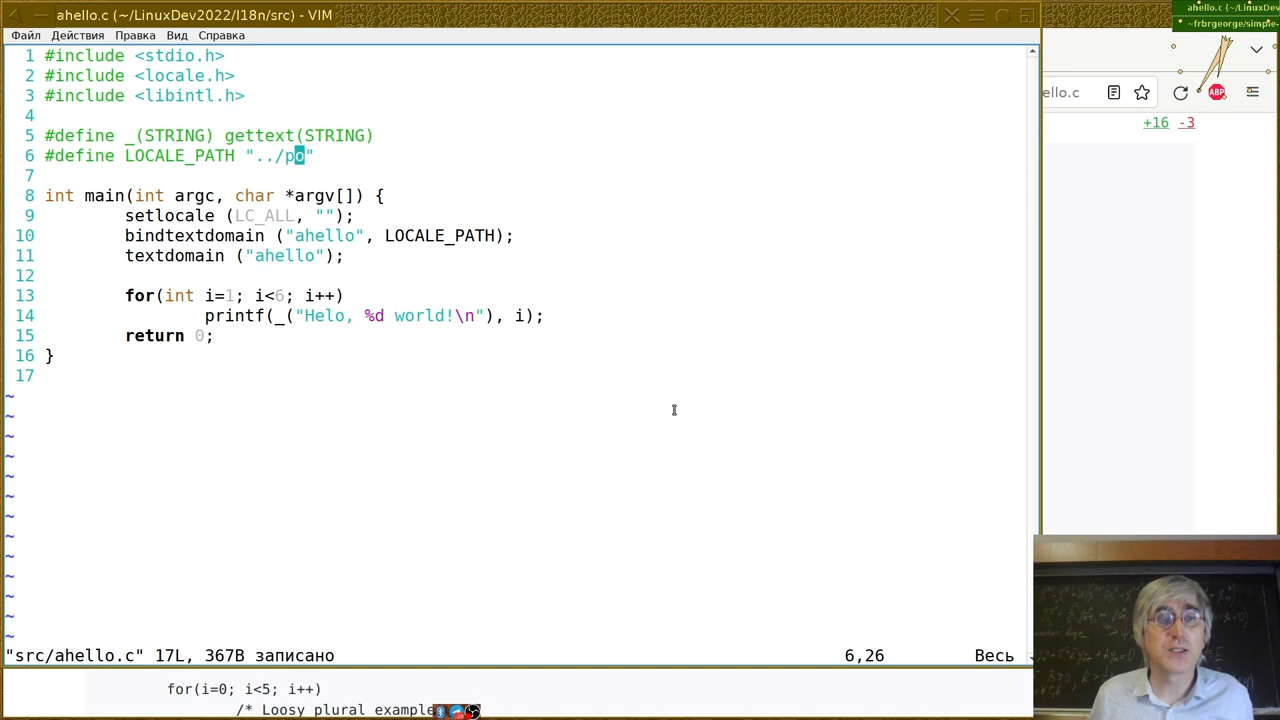 ahello.c (~/LinuxDev2022/I18n/src) - VIM
ahello.c (~/LinuxDev
~frbrgeorge/simple-
Файл Действия Правка Вид Справка
ello.c
ABP
+16 -3
1 #include <stdio.h>
2 #include <locale.h>
3 #include <libintl.h>
4
5 #define _(STRING) gettext(STRING)
6 #define LOCALE_PATH "../po"
7
8 int main(int argc, char *argv[]) {
9 setlocale (LC_ALL, "");
10 bindtextdomain ("ahello", LOCALE_PATH);
11 textdomain ("ahello");
12
13 for(int i=1; i<6; i++)
14 printf(_("Helo, %d world!\n"), i);
15 return 0;
16 }
17
~
~
~
~
~
~
~
~
~
~
~
~
~
"src/ahello.c" 17L, 367B записано 6,26 Весь
for(i=0; i<5; i++)
/* Loosy plural example